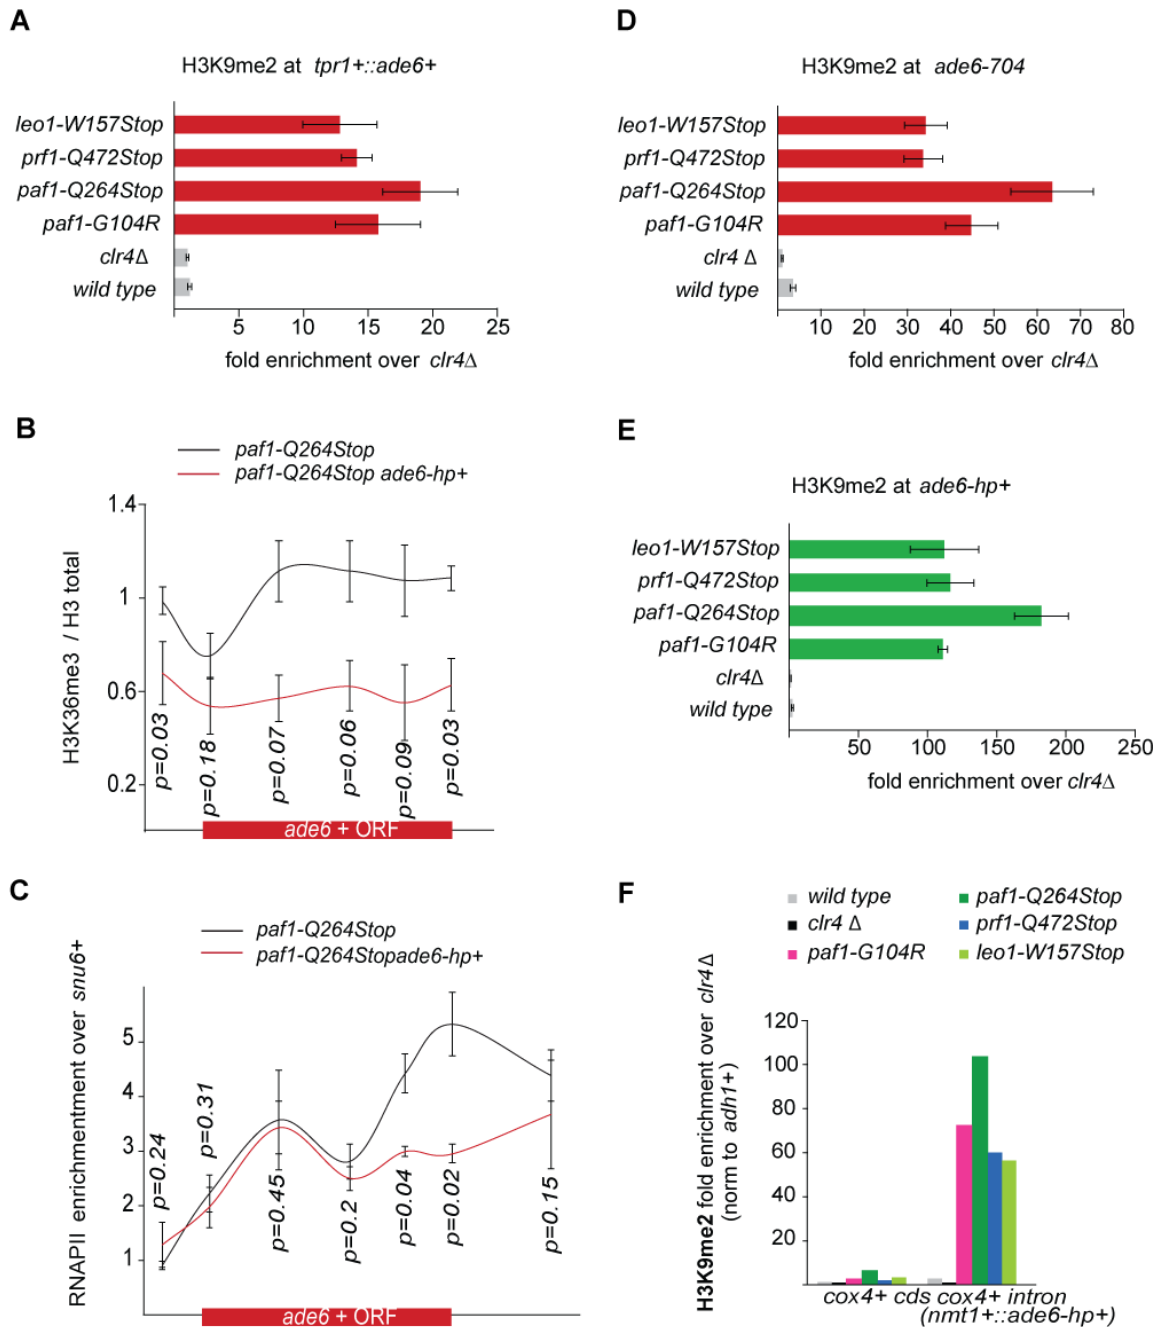 A
H3K9me2 at tpr1+::ade6+
leo1-W157Stop
prf1-Q472Stop
paf1-Q264Stop
paf1-G104R
clr4Δ
wild type
5 10 15 20 25
fold enrichment over clr4Δ
B
paf1-Q264Stop
paf1-Q264Stop ade6-hp+
H3K36me3 / H3 total
1.4
1
0.6
0.2
p=0.03 p=0.18 p=0.07 p=0.06 p=0.09 p=0.03
ade6 + ORF
C
paf1-Q264Stop
paf1-Q264Stopade6-hp+
RNAPII enrichmentment over snu6+
5
4
3
2
1
p=0.24 p=0.31 p=0.45 p=0.2 p=0.04 p=0.02 p=0.15
ade6 + ORF
D
H3K9me2 at ade6-704
leo1-W157Stop
prf1-Q472Stop
paf1-Q264Stop
paf1-G104R
clr4 Δ
wild type
10 20 30 40 50 60 70 80
fold enrichment over clr4Δ
E
H3K9me2 at ade6-hp+
leo1-W157Stop
prf1-Q472Stop
paf1-Q264Stop
paf1-G104R
clr4Δ
wild type
50 100 150 200 250
fold enrichment over clr4Δ
F
wild type
clr4 Δ
paf1-G104R
paf1-Q264Stop
prf1-Q472Stop
leo1-W157Stop
H3K9me2 fold enrichment over clr4Δ
(norm to adh1+)
120
100
80
60
40
20
cox4+ cds cox4+ intron
(nmt1+::ade6-hp+)